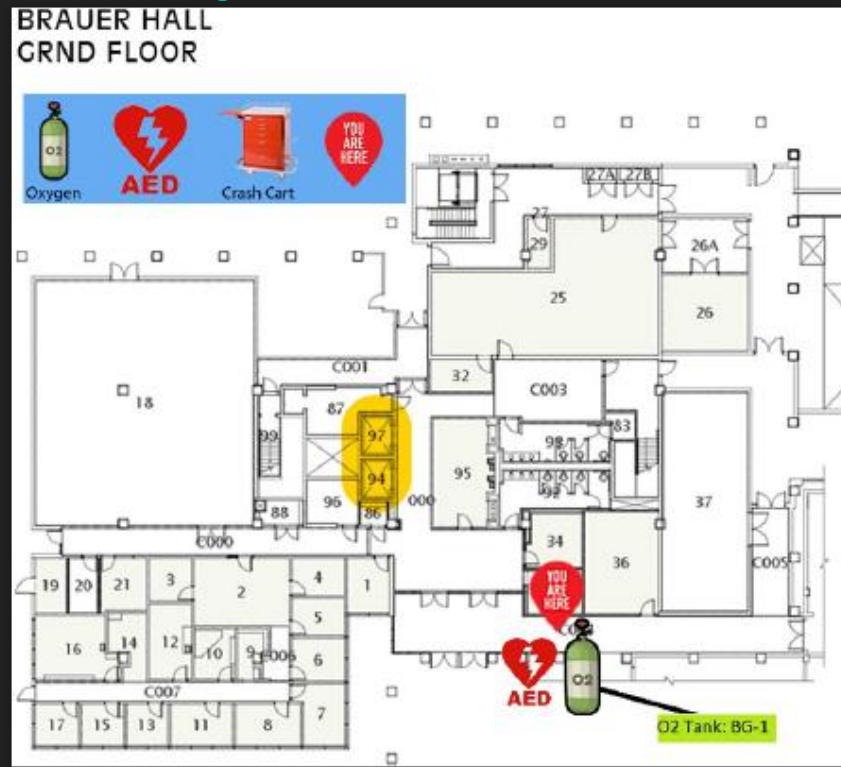 BRAUER HALL
GRND FLOOR
O2
YOU
ARE
HERE
Oxygen
AED
Crash Cart
27A
27B
27
29
26A
25
26
C001
32
C003
18
87
97
83
99
98
95
94
96
92
37
88
86
000
C000
34
36
C005
19
20
21
3
4
1
2
5
YOU
ARE
HERE
16
14
12
10
9
C006
6
C007
AED
O2
17
15
13
11
8
7
O2 Tank: BG-1